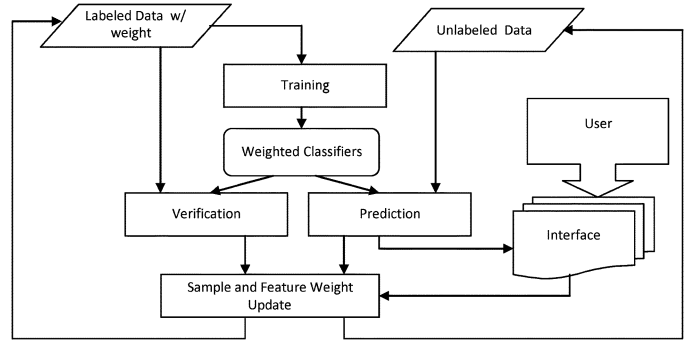 Labeled Data w/
weight
Unlabeled Data
Training
User
Weighted Classifiers
Verification
Prediction
Interface
Sample and Feature Weight
Update